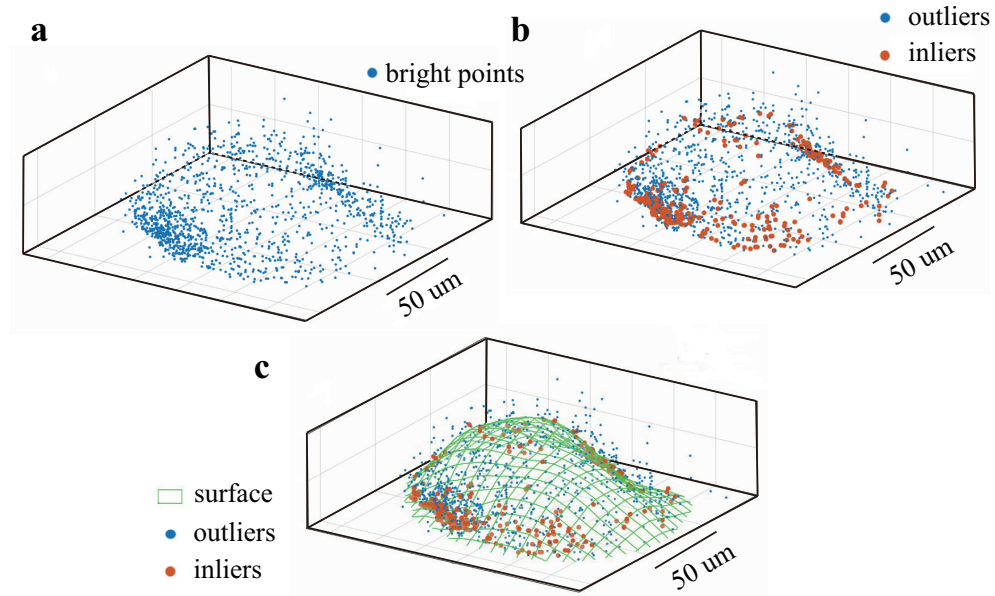 a
bright points
50 um
b
outliers
inliers
50 um
c
surface
outliers
inliers
50 um